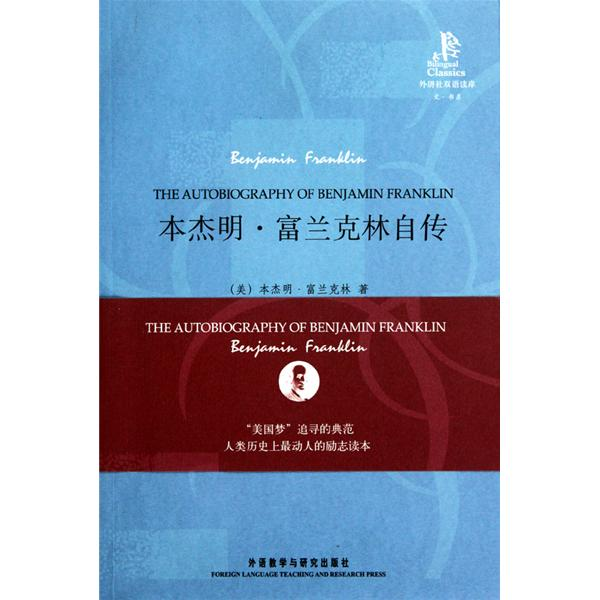 Bilingual
Classics
外研社双语读库
文·书系
Benjamin Franklin
THE AUTOBIOGRAPHY OF BENJAMIN FRANKLIN
本杰明·富兰克林自传
（美）本杰明·富兰克林 著
THE AUTOBIOGRAPHY OF BENJAMIN FRANKLIN
Benjamin Franklin
“美国梦”追寻的典范
人类历史上最动人的励志读本
外语教学与研究出版社
FOREIGN LANGUAGE TEACHING AND RESEARCH PRESS